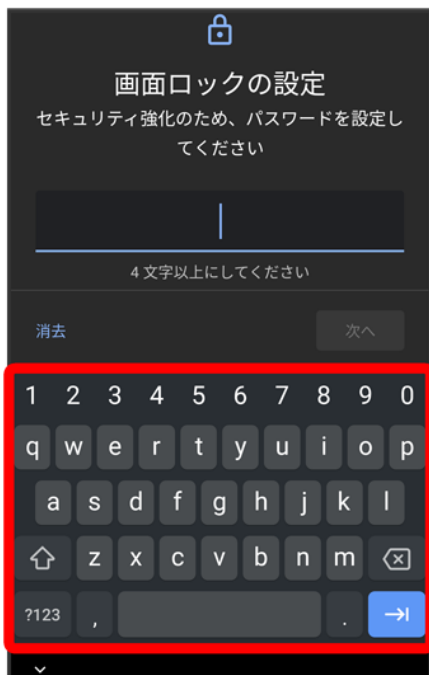 画面ロックの設定
セキュリティ強化のため、パスワードを設定し
てください
4 文字以上にしてください
消去 次へ
1 2 3 4 5 6 7 8 9 0
q w e r t y u i o p
a s d f g h j k l
z x c v b n m
?123 , .